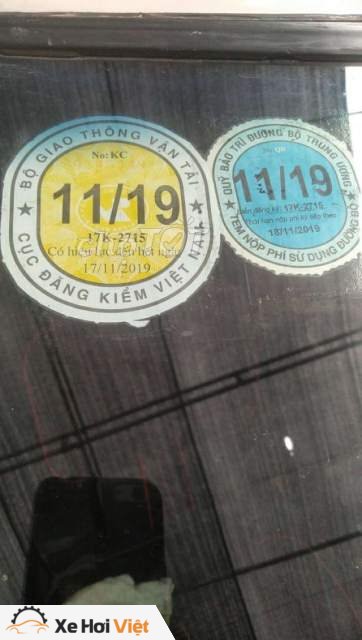 BỘ GIAO THÔNG VẬN TẢI
No: KC
11/19
17K-2715
Có hiệu lực đến hết ngày
17/11/2019
CỤC ĐĂNG KIỂM VIỆT NAM
QUỸ BẢO TRÌ ĐƯỜNG BỘ TRUNG ƯƠNG
11/19
17K-2715
18/11/2019
TEM NỘP PHÍ SỬ DỤNG ĐƯỜNG
Xe Hơi Việt